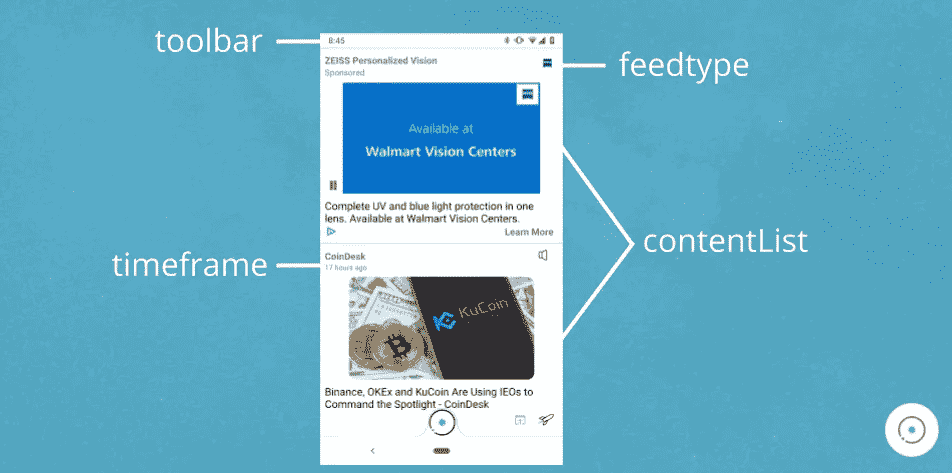 toolbar
8:45
ZEISS Personalized Vision
Sponsored
feedtype
Available at
Walmart Vision Centers
Complete UV and blue light protection in one
lens. Available at Walmart Vision Centers.
Learn More
contentList
timeframe
CoinDesk
17 hours ago
KuCoin
Binance, OKEx and KuCoin Are Using IEOs to
Command the Spotlight - CoinDesk